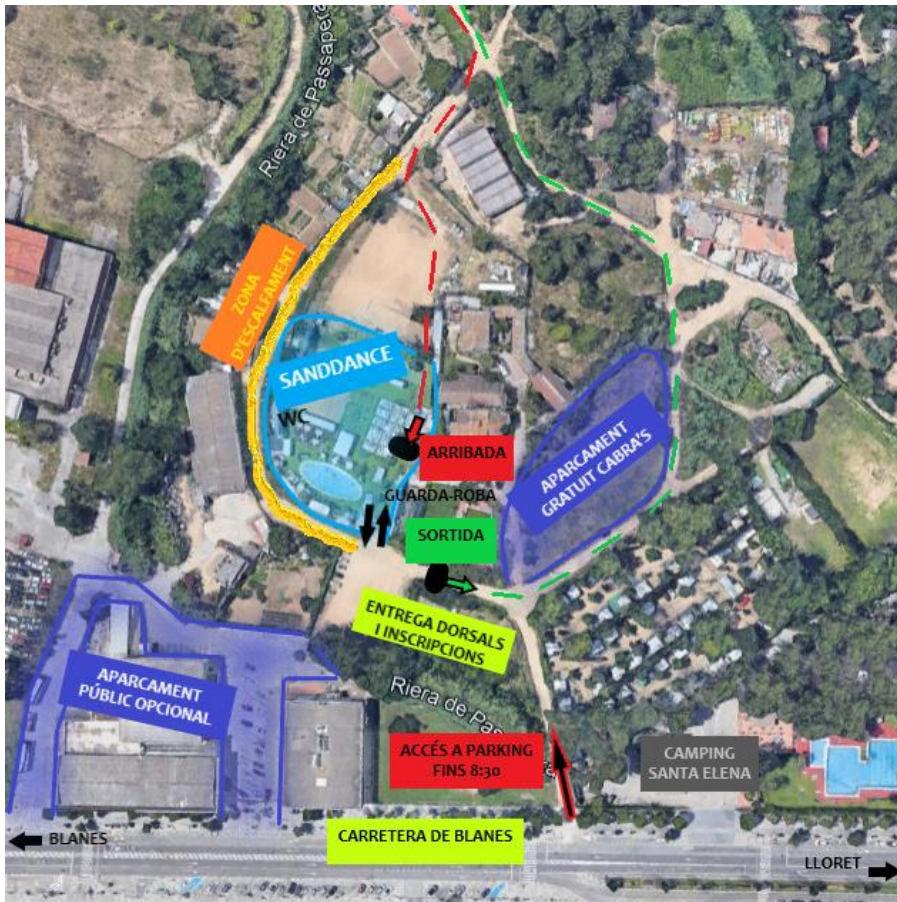 Riera de Passapera
ZONA
D'ESCALFAMENT
SANDDANCE
WC
ARRIBADA
GUARDA-ROBA
APARCAMENT
GRATUIT CABRA'S
SORTIDA
ENTREGA DORSALS
I INSCRIPCIONS
APARCAMENT
PÚBLIC OPCIONAL
Riera de
ACCÉS A PARKING
FINS 8:30
CAMPING
SANTA ELENA
BLANES
CARRETERA DE BLANES
LLORET